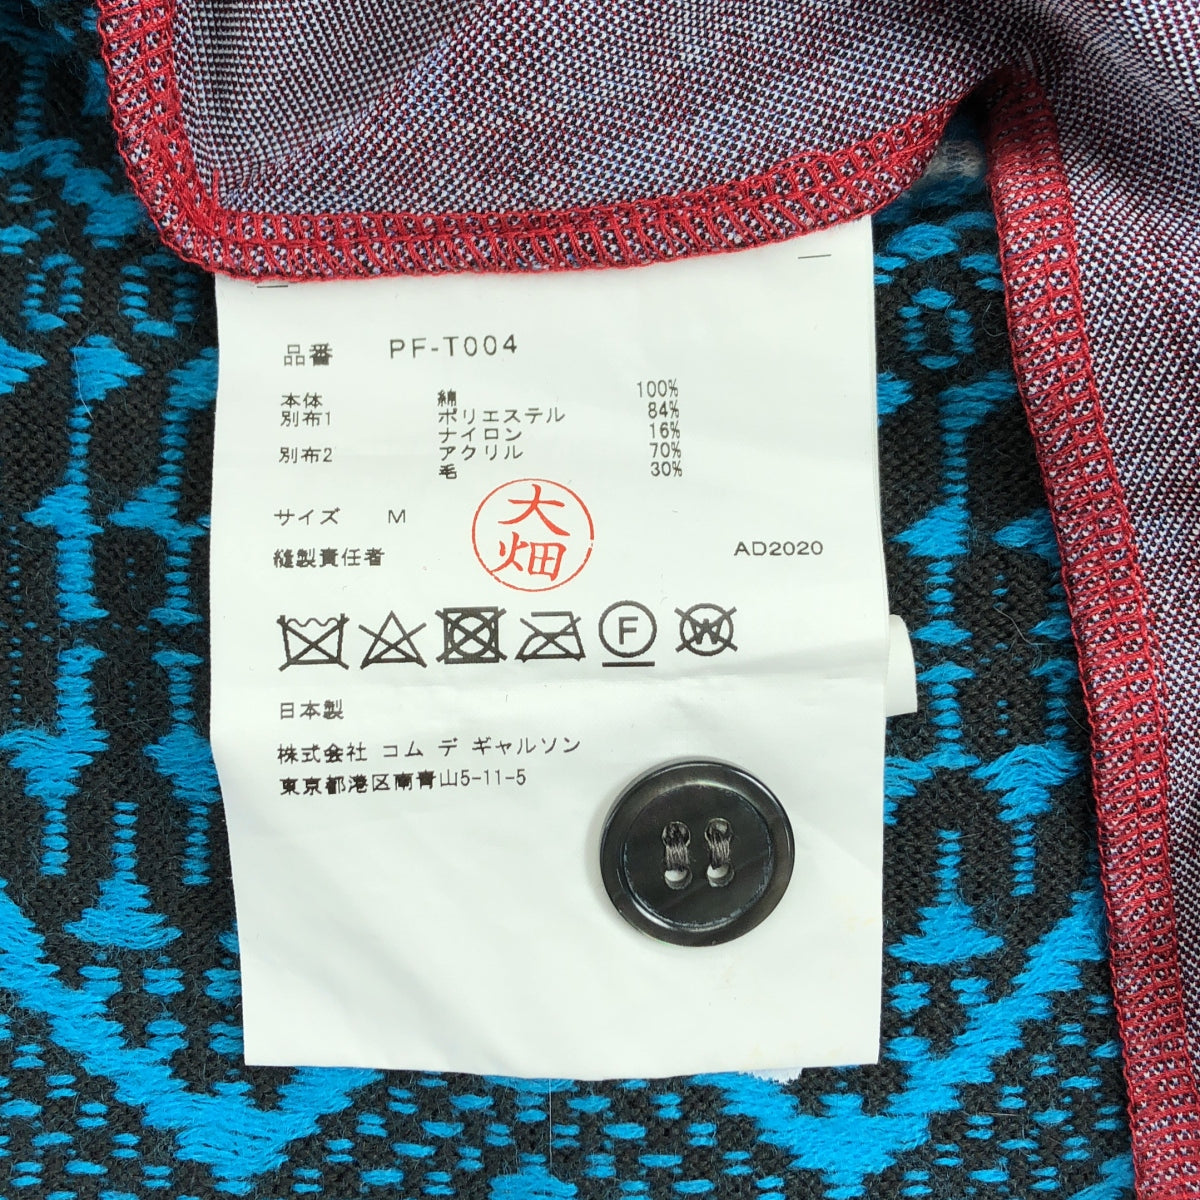 品番 PF-T004
本体 綿 100%
別布1 ポリエステル 84%
ナイロン 16%
別布2 アクリル 70%
毛 30%
サイズ M
縫製責任者 大畑 AD2020
F W
日本製
株式会社 コム デ ギャルソン
東京都港区南青山5-11-5